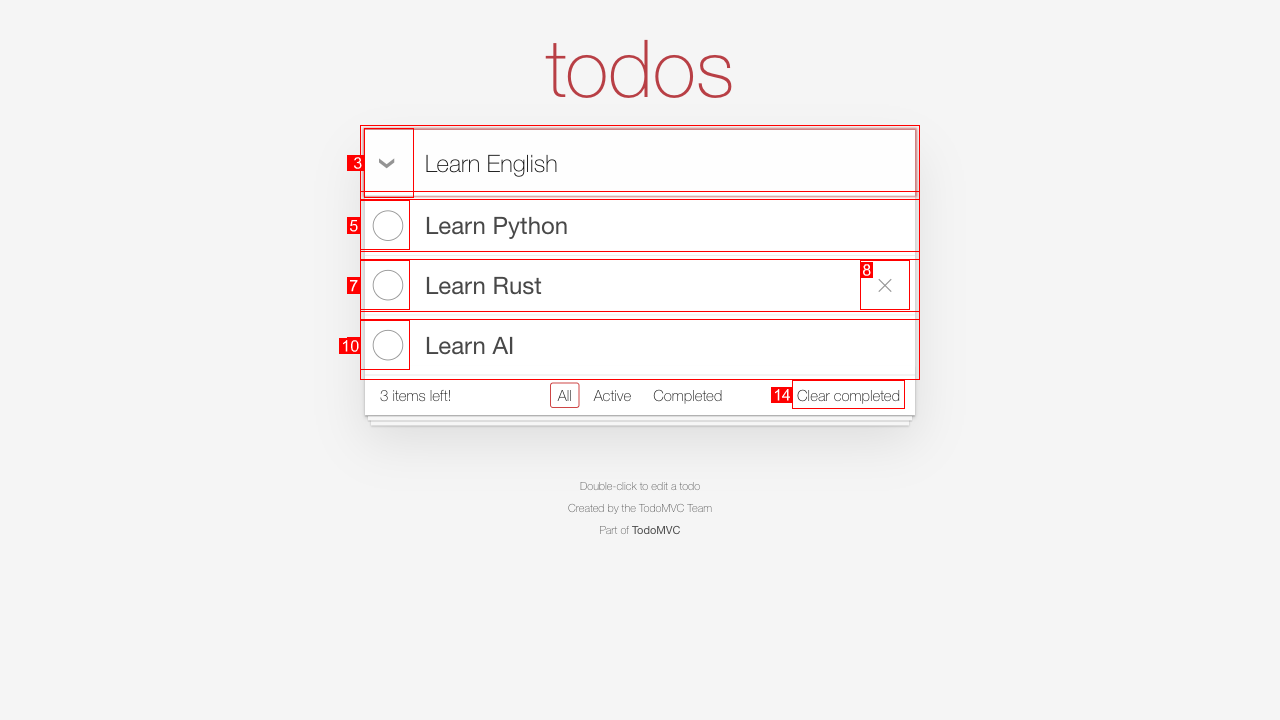 todos
3
Learn English
5
Learn Python
7
Learn Rust
8
10
Learn AI
3 items left!
All
Active
Completed
14
Clear completed
Double-click to edit a todo
Created by the TodoMVC Team
Part of TodoMVC